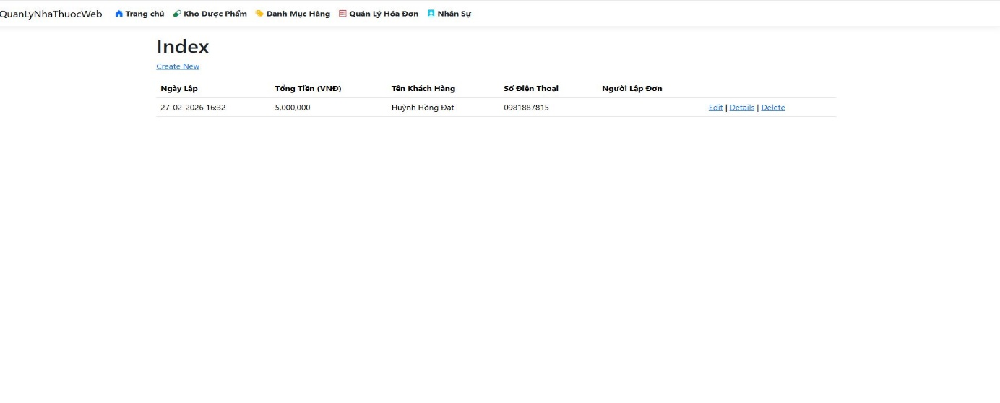 QuanLyNhaThuocWeb Trang chủ Kho Dược Phẩm Danh Mục Hàng Quản Lý Hóa Đơn Nhân Sự
Index
Create New
Ngày Lập Tổng Tiền (VNĐ) Tên Khách Hàng Số Điện Thoại Người Lập Đơn
27-02-2026 16:32 5,000,000 Huỳnh Hồng Đạt 0981887815 Edit | Details | Delete